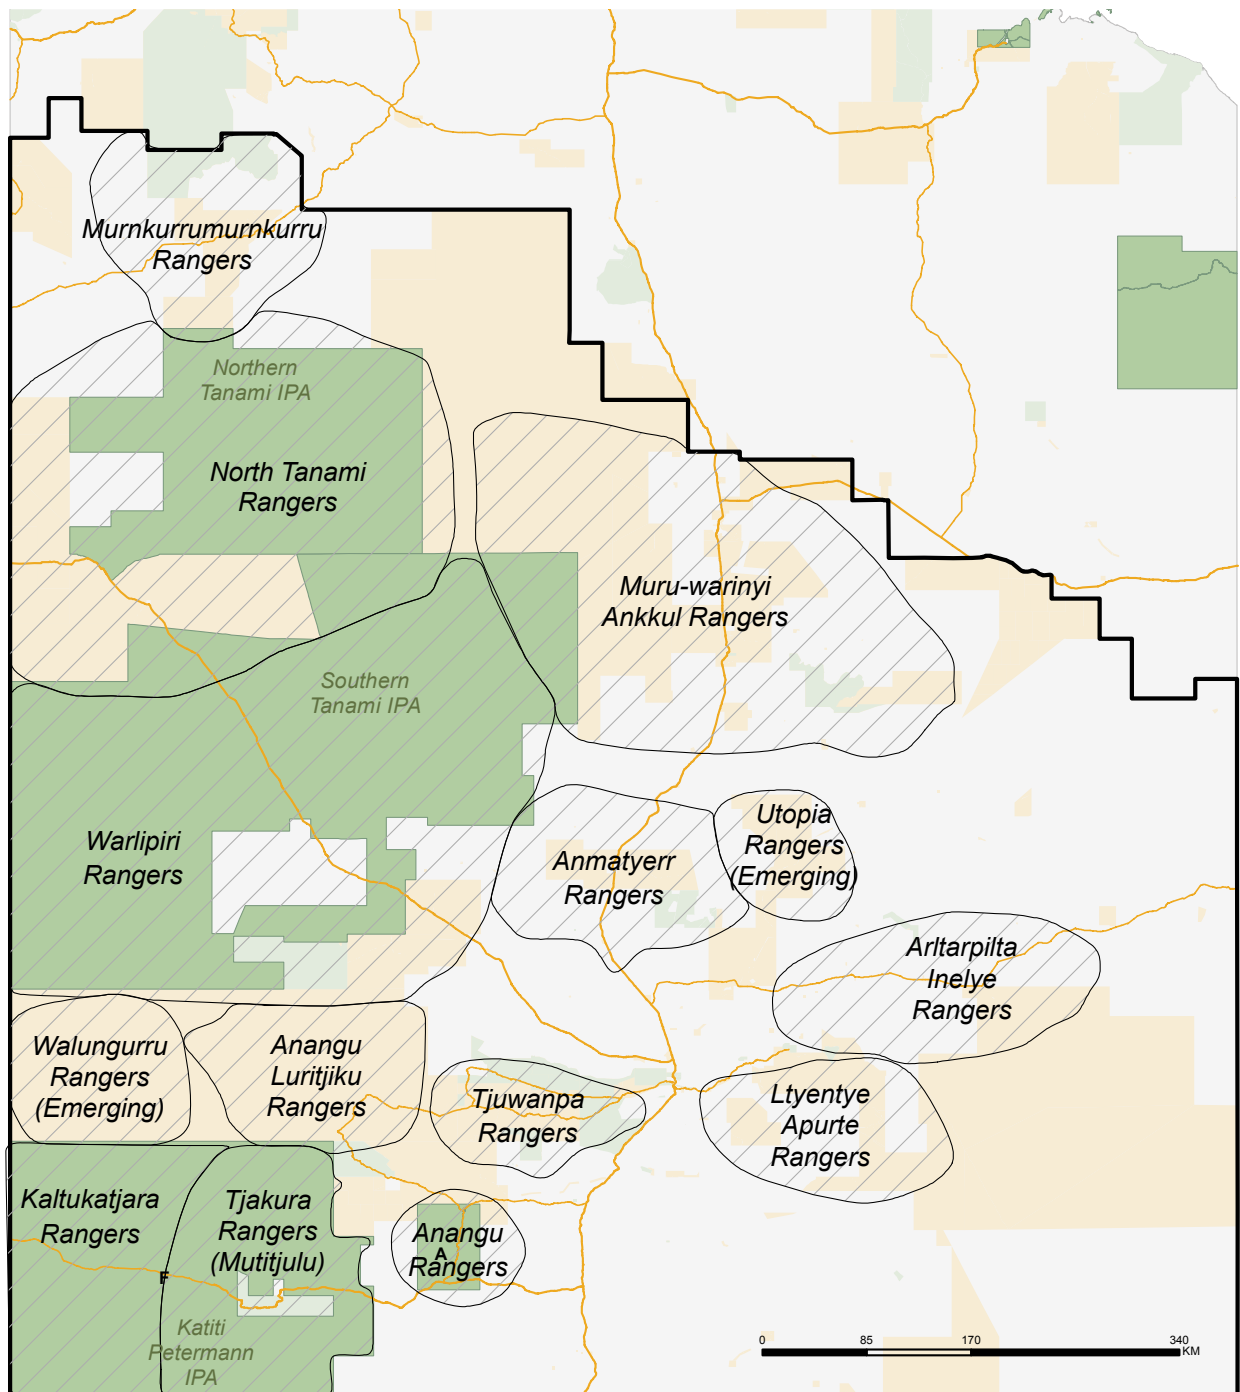 Murnkurrumurnkurru
Rangers
Northern
Tanami IPA
North Tanami
Rangers
Muru-warinyi
Ankkul Rangers
Southern
Tanami IPA
Warlipiri
Rangers
Anmatyerr
Rangers
Utopia
Rangers
(Emerging)
Arltarpilta
Inelye
Rangers
Walungurru
Rangers
(Emerging)
Anangu
Luritjiku
Rangers
Tjuwanpa
Rangers
Ltyentye
Apurte
Rangers
Kaltukatjara
Rangers
Tjakura
Rangers
(Mutitjulu)
Anangu
A
Rangers
F
Katiti
Petermann
IPA
0 85 170 340
KM